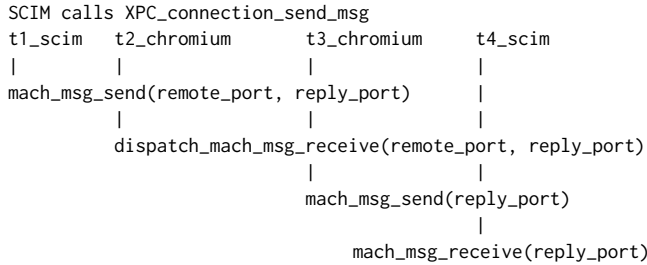 SCIM calls XPC_connection_send_msg
t1_scim t2_chromium t3_chromium t4_scim
| | | |
mach_msg_send(remote_port, reply_port) |
| | |
dispatch_mach_msg_receive(remote_port, reply_port)
| |
mach_msg_send(reply_port)
|
mach_msg_receive(reply_port)